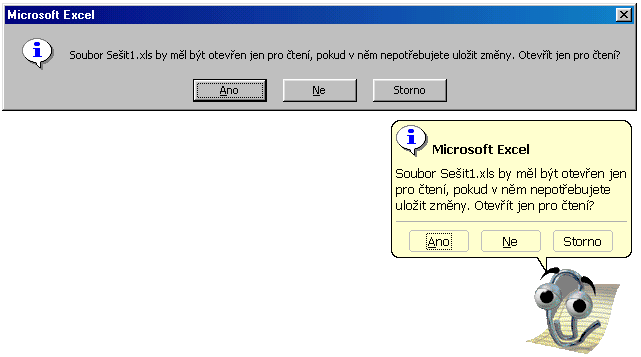 Microsoft Excel
Soubor Sešit1.xls by měl být otevřen jen pro čtení, pokud v něm nepotřebujete uložit změny. Otevřít jen pro čtení?
Ano Ne Storno
Microsoft Excel
Soubor Sešit1.xls by měl být otevřen jen
pro čtení, pokud v něm nepotřebujete
uložit změny. Otevřít jen pro čtení?
Ano Ne Storno